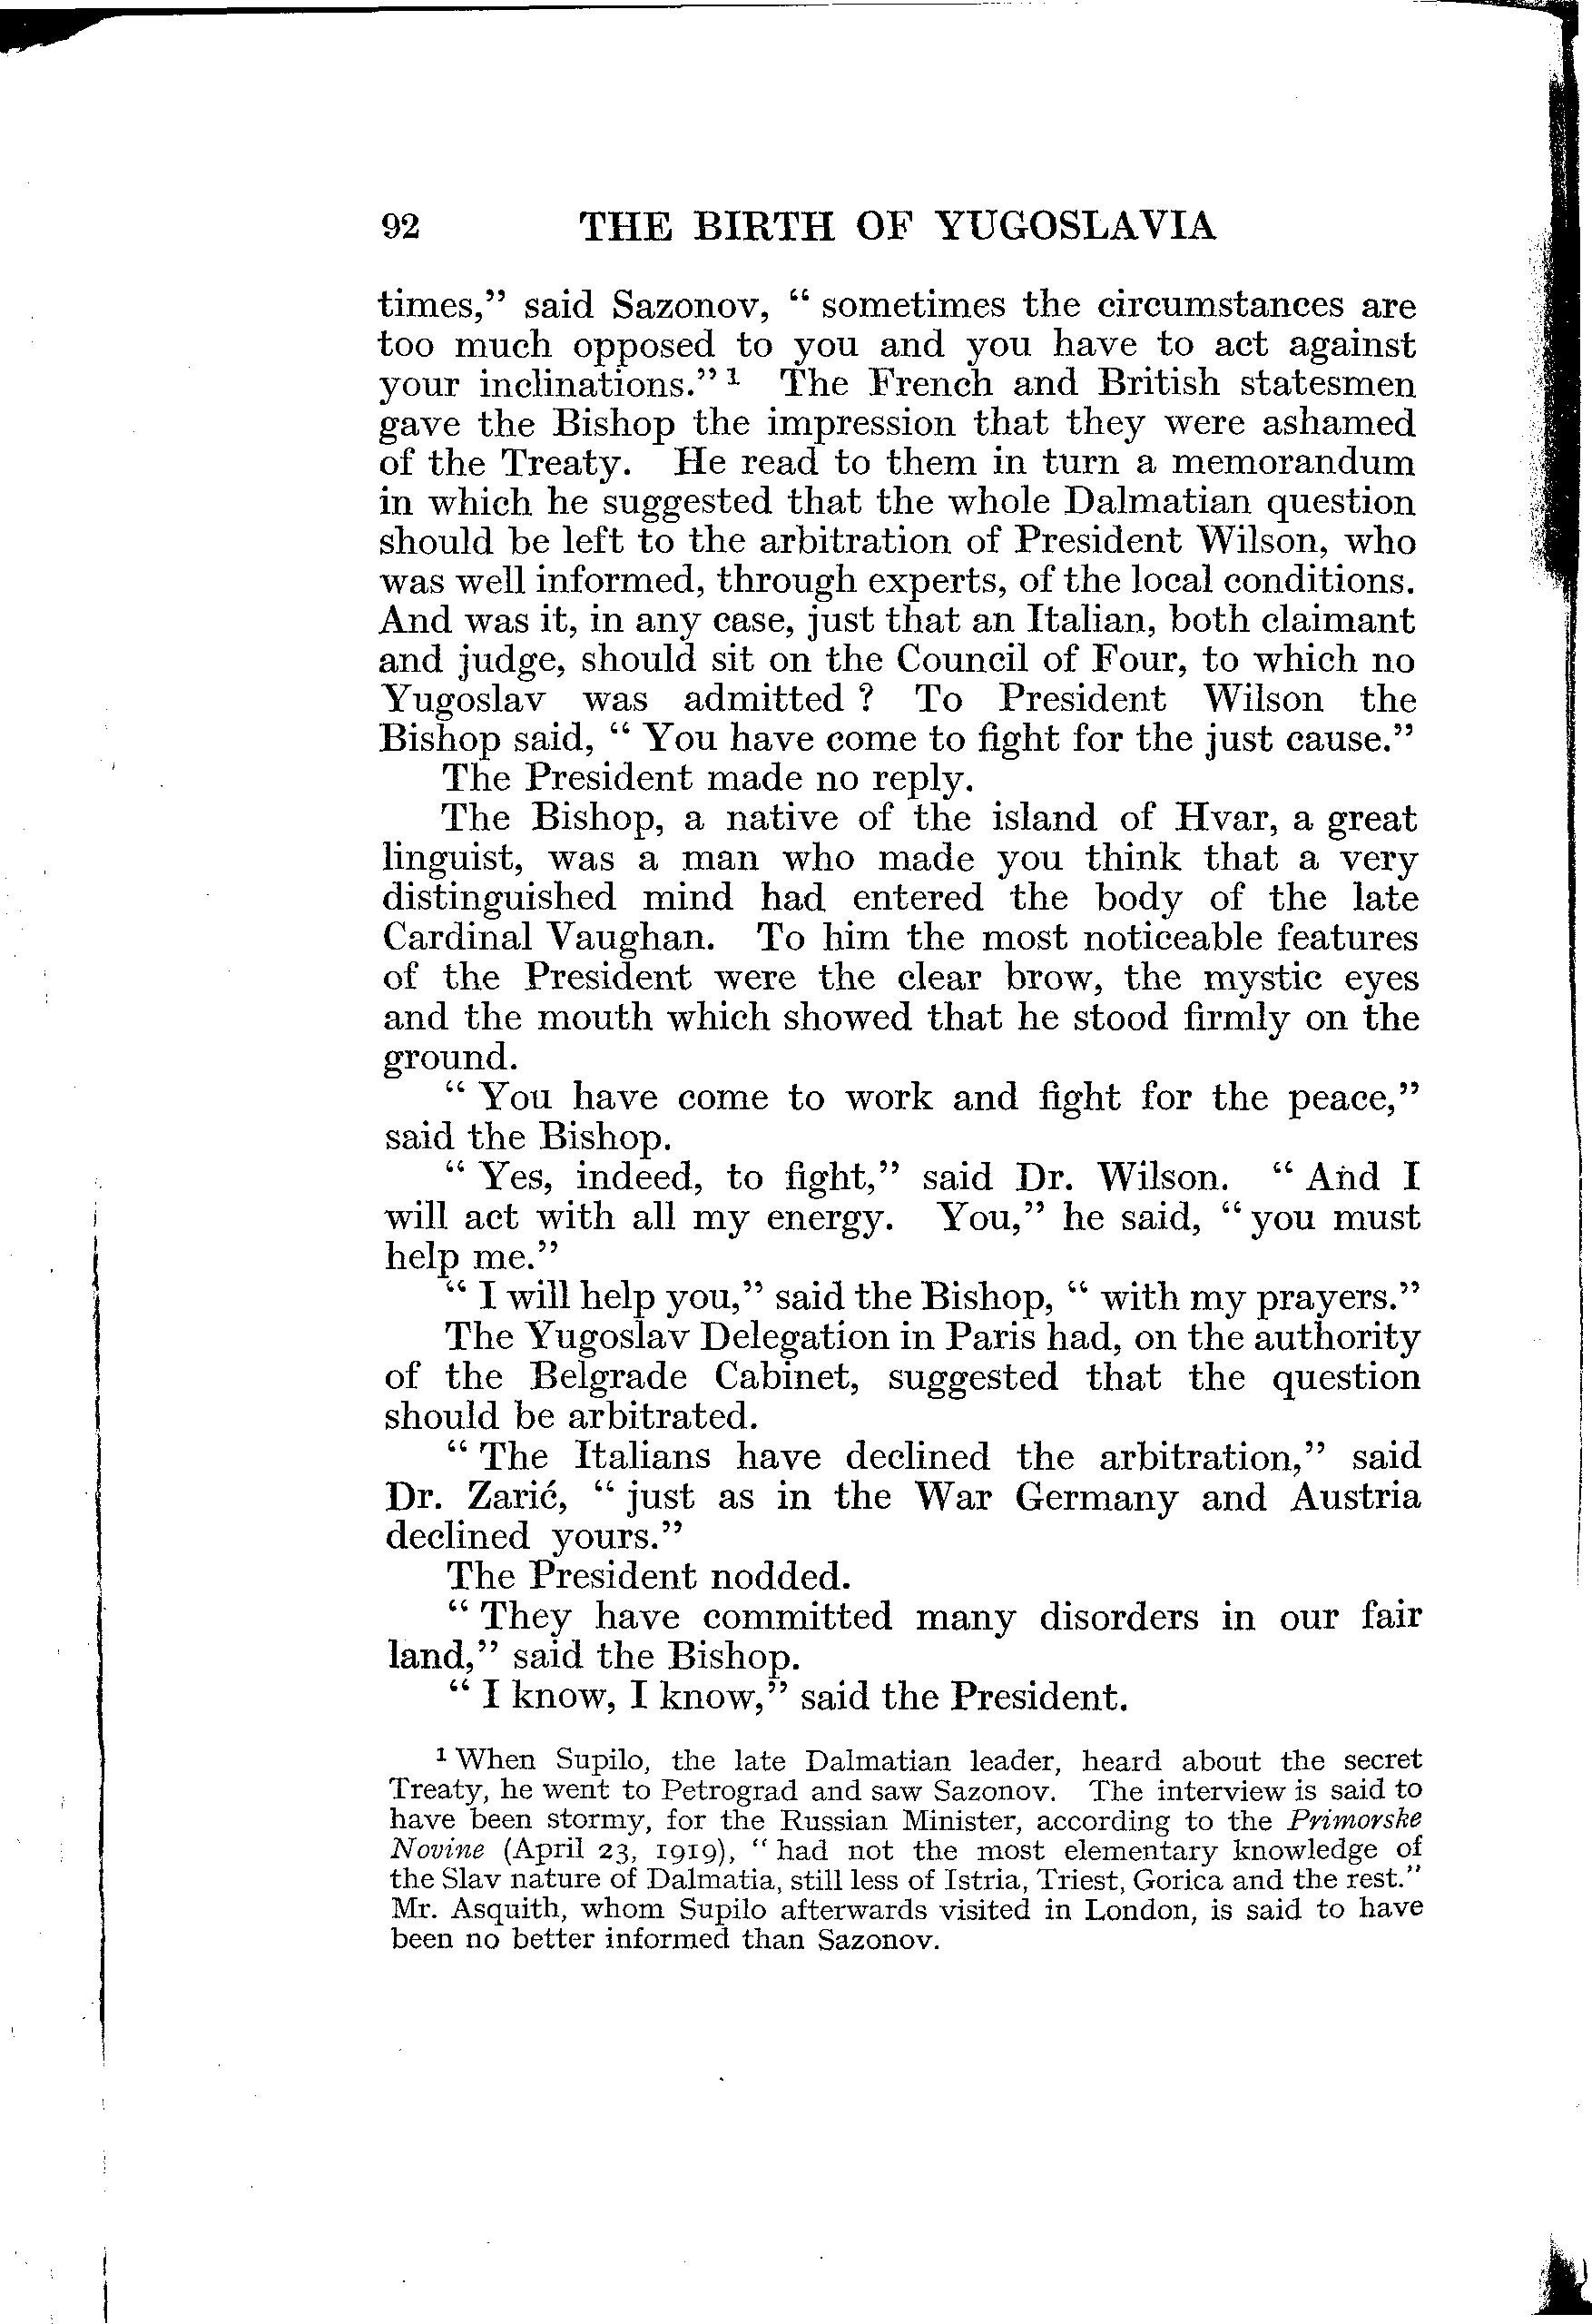 92 THE BIRTH OF YUGOSLAVIA
times,” said Sazonov, “ sometimes the circumstances are
too much opposed to you and you have to act against
your inclinations.” 1 The French and British statesmen
gave the Bishop the impression that they were ashamed
of the Treaty. He read to them in turn a memorandum
in which he suggested that the whole Dalmatian question
should be left to the arbitration of President Wilson, who
was well informed, through experts, of the local conditions.
And was it, in any case, just that an Italian, both claimant
and judge, should sit on the Council of Four, to which no
Yugoslav was admitted ? To President Wilson the
Bishop said, “ You have come to fight for the just cause.”
The President made no reply.
The Bishop, a native of the island of Hvar, a great
linguist, was a man who made you think that a very
distinguished mind had entered the body of the late
Cardinal Vaughan. To him the most noticeable features
of the President were the clear brow, the mystic eyes
and the mouth which showed that he stood firmly on the
ground.
“ You have come to work and fight for the peace,”
said the Bishop.
“ Yes, indeed, to fight,” said Dr. Wilson. “ And I
will act with all my energy. You,” he said, “ you must
help me.”
“ I will help you,” said the Bishop, “ with my prayers.”
The Yugoslav Delegation in Paris had, on the authority
of the Belgrade Cabinet, suggested that the question
should be arbitrated.
“ The Italians have declined the arbitration,” said
Dr. Zarić, “ just as in the War Germany and Austria
declined yours.”
The President nodded.
“ They have committed many disorders in our fair
land,” said the Bishop.
“ I know, I know,” said the President.
1 When Supilo, the late Dalmatian leader, heard about the secret
Treaty, he went to Petrograd and saw Sazonov. The interview is said to
have been stormy, for the Russian Minister, according to the Primorske
Novine (April 23, 1919), “ had not the most elementary knowledge of
the Slav nature of Dalmatia, still less of Istria, Triest, Gorica and the rest.”
Mr. Asquith, whom Supilo afterwards visited in London, is said to have
been no better informed than Sazonov.